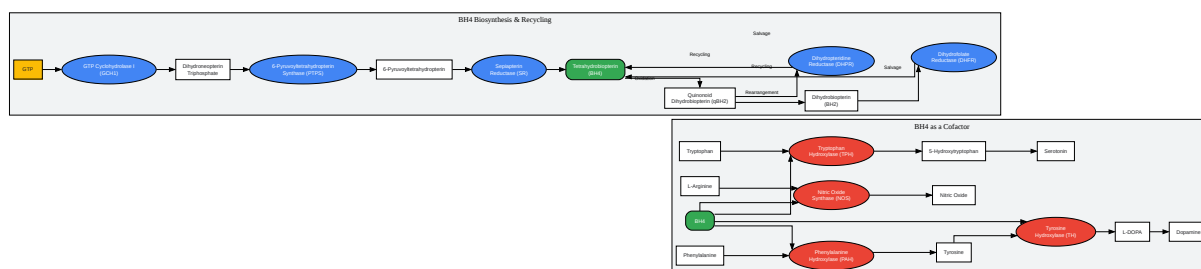 BH4 Biosynthesis & Recycling
GTP
GTP Cyclohydrolase I
(GCH1)
Dihydroneopterin
Triphosphate
6-Pyruvoyltetrahydropterin
Synthase (PTPS)
6-Pyruvoyltetrahydropterin
Sepiapterin
Reductase (SR)
Tetrahydrobiopterin
(BH4)
Salvage
Recycling
Recycling
Dihydropteridine
Reductase (DHPR)
Salvage
Dihydrofolate
Reductase (DHFR)
Quinonoid
Dihydrobiopterin (qBH2)
Rearrangement
Dihydrobiopterin
(BH2)
BH4 as a Cofactor
Tryptophan
Tryptophan
Hydroxylase (TPH)
5-Hydroxytryptophan
Serotonin
L-Arginine
Nitric Oxide
Synthase (NOS)
Nitric Oxide
BH4
Tyrosine
Hydroxylase (TH)
L-DOPA
Dopamine
Phenylalanine
Phenylalanine
Hydroxylase (PAH)
Tyrosine